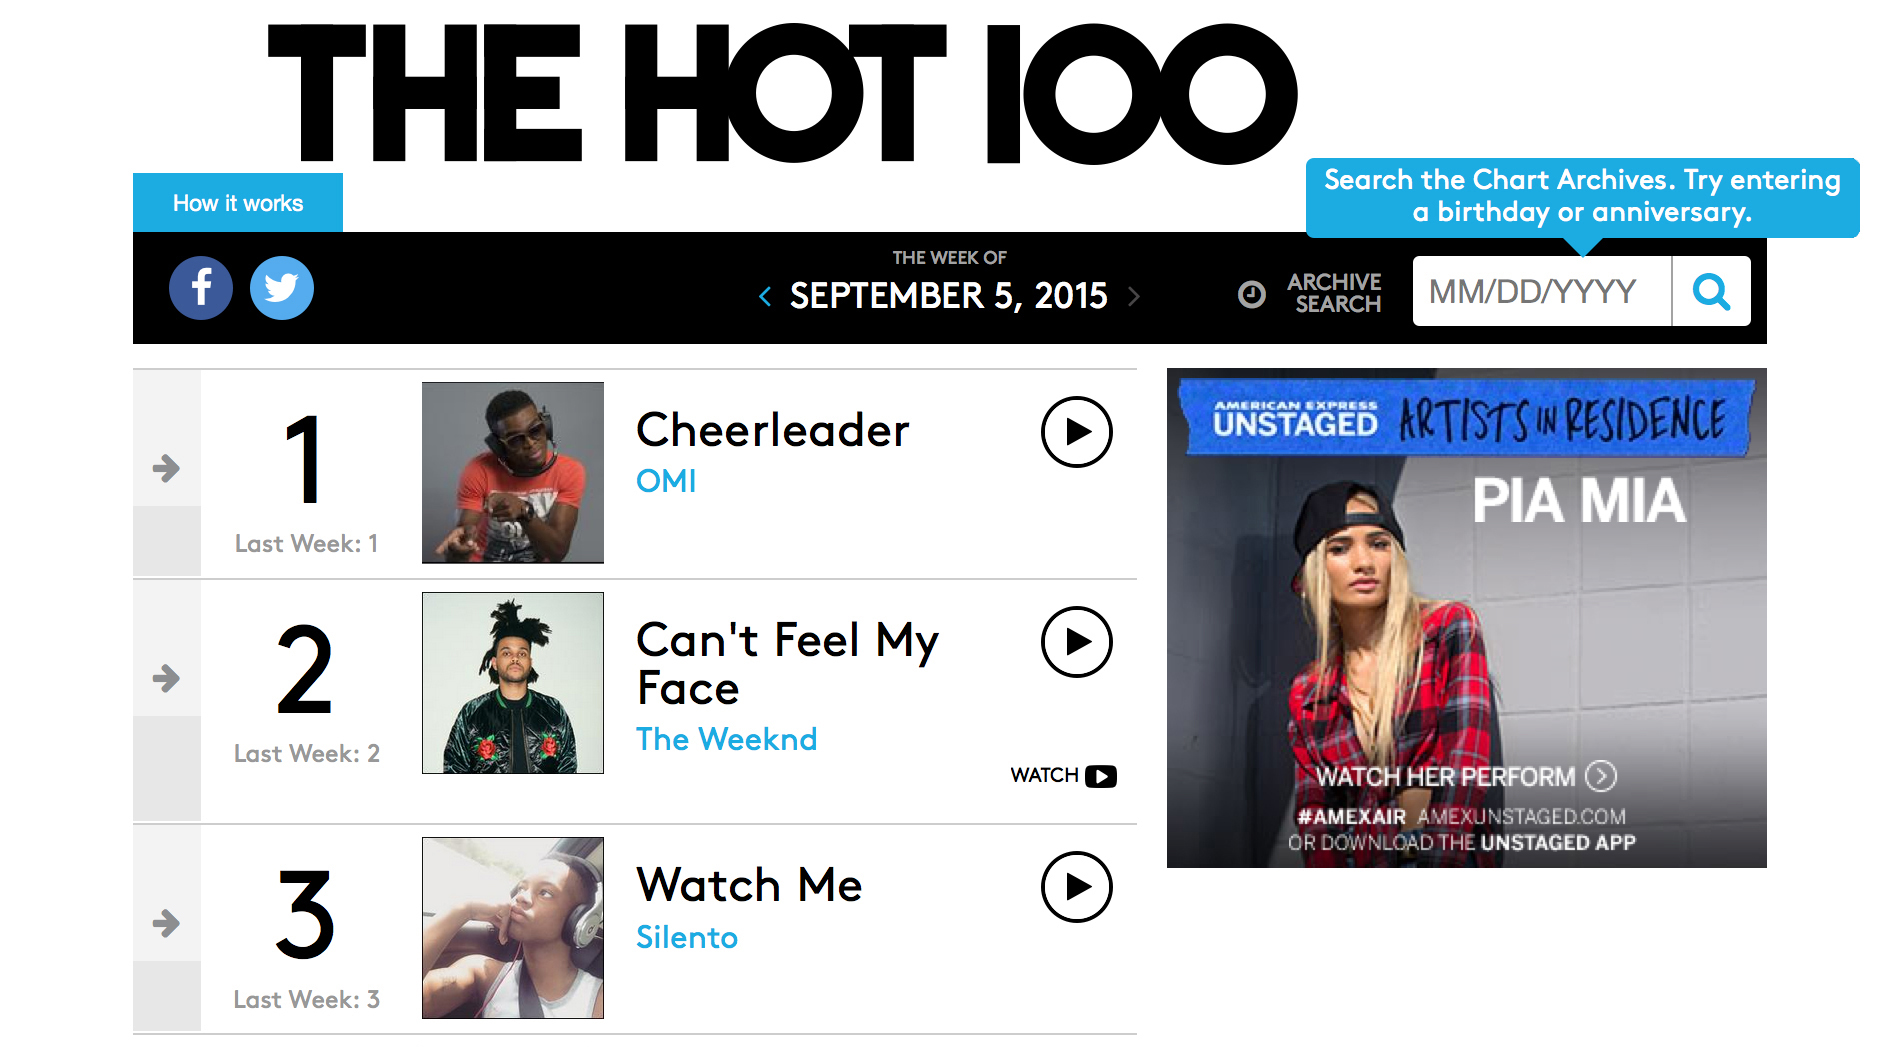 THE HOT 100
How it works
Search the Chart Archives. Try entering
a birthday or anniversary.
THE WEEK OF
SEPTEMBER 5, 2015
ARCHIVE
SEARCH
MM/DD/YYYY
1
Last Week: 1
Cheerleader
OMI
2
Last Week: 2
Can't Feel My
Face
The Weeknd
WATCH
3
Last Week: 3
Watch Me
Silento
AMERICAN EXPRESS
UNSTAGED
ARTISTS IN RESIDENCE
PIA MIA
WATCH HER PERFORM
#AMEXAIR AMEXUNSTAGED.COM
OR DOWNLOAD THE UNSTAGED APP